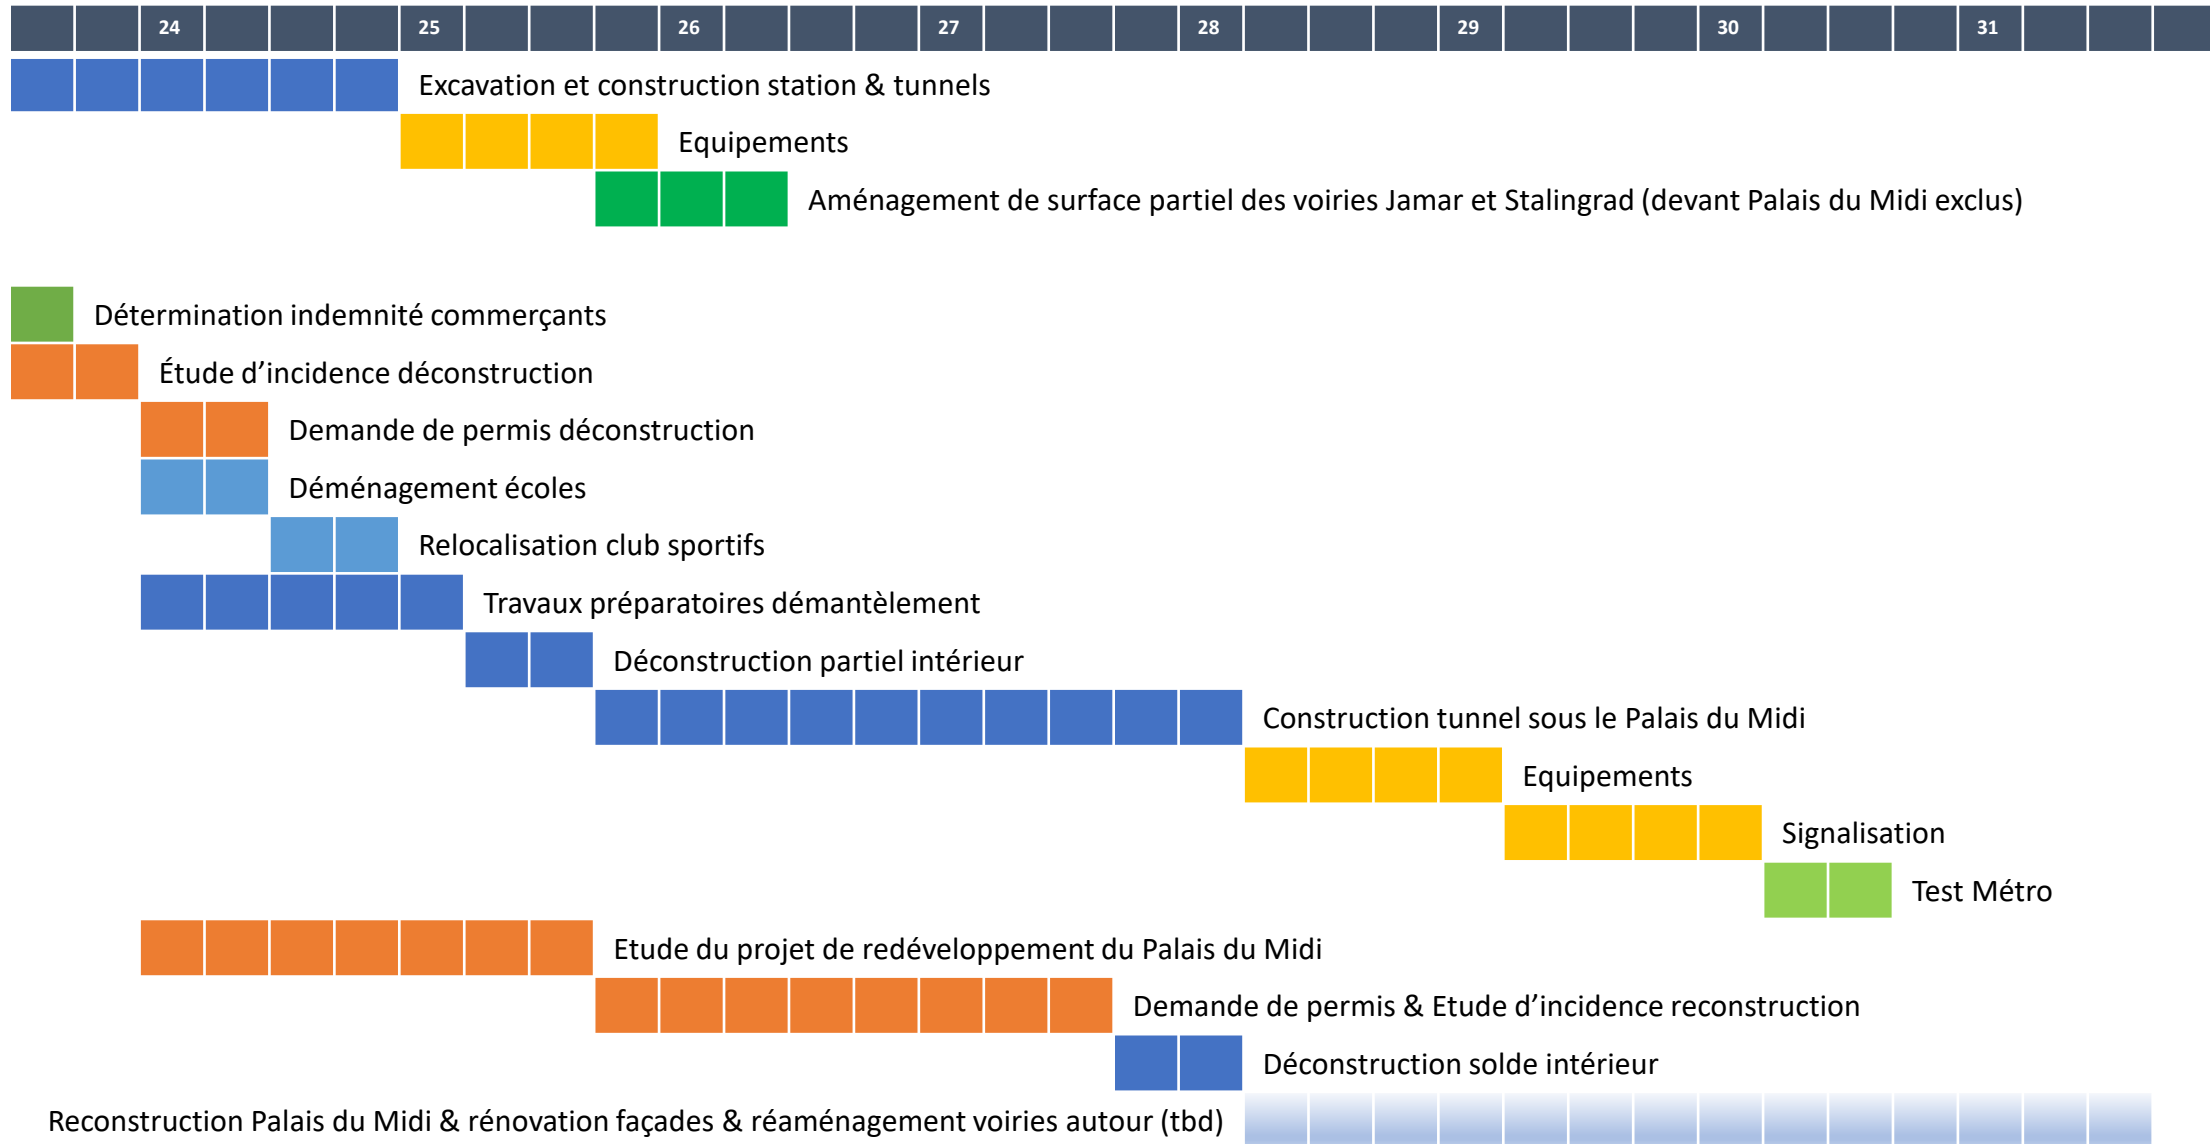 24 25 26 27 28 29 30 31
Excavation et construction station & tunnels
Equipements
Aménagement de surface partiel des voiries Jamar et Stalingrad (devant Palais du Midi exclus)
Détermination indemnité commerçants
Étude d’incidence déconstruction
Demande de permis déconstruction
Déménagement écoles
Relocalisation club sportifs
Travaux préparatoires démantèlement
Déconstruction partiel intérieur
Construction tunnel sous le Palais du Midi
Equipements
Signalisation
Test Métro
Etude du projet de redéveloppement du Palais du Midi
Demande de permis & Etude d’incidence reconstruction
Déconstruction solde intérieur
Reconstruction Palais du Midi & rénovation façades & réaménagement voiries autour (tbd)